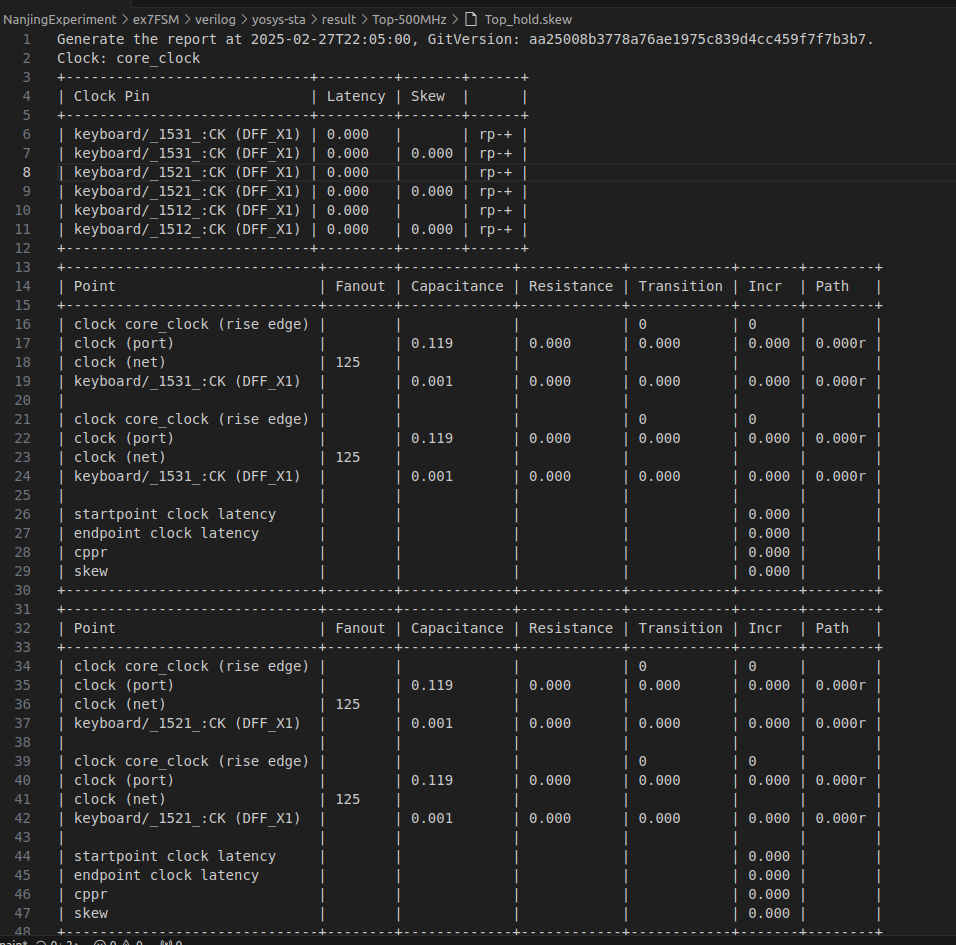 NanjingExperiment > ex7FSM > verilog > yosys-sta > result > Top-500MHz > Top_hold.skew
1 Generate the report at 2025-02-27T22:05:00, GitVersion: aa25008b3778a76ae1975c839d4cc459f7f7b3b7.
2 Clock: core_clock
3 +------------------------------+---------+-------+------+
4 | Clock Pin                    | Latency | Skew  |      |
5 +------------------------------+---------+-------+------+
6 | keyboard/_1531_:CK (DFF_X1) | 0.000   |       | rp-+ |
7 | keyboard/_1531_:CK (DFF_X1) | 0.000   | 0.000 | rp-+ |
8 | keyboard/_1521_:CK (DFF_X1) | 0.000   |       | rp-+ |
9 | keyboard/_1521_:CK (DFF_X1) | 0.000   | 0.000 | rp-+ |
10 | keyboard/_1512_:CK (DFF_X1) | 0.000   |       | rp-+ |
11 | keyboard/_1512_:CK (DFF_X1) | 0.000   | 0.000 | rp-+ |
12 +------------------------------+---------+-------+------+
13 +------------------------------+--------+-------------+------------+------------+-------+--------+
14 | Point                        | Fanout | Capacitance | Resistance | Transition | Incr  | Path   |
15 +------------------------------+--------+-------------+------------+------------+-------+--------+
16 | clock core_clock (rise edge) |        |             |            | 0          | 0     |        |
17 | clock (port)                 |        | 0.119       | 0.000      | 0.000      | 0.000 | 0.000r |
18 | clock (net)                  | 125    |             |            |            |       |        |
19 | keyboard/_1531_:CK (DFF_X1)  |        | 0.001       | 0.000      | 0.000      | 0.000 | 0.000r |
20 |                              |        |             |            |            |       |        |
21 | clock core_clock (rise edge) |        |             |            | 0          | 0     |        |
22 | clock (port)                 |        | 0.119       | 0.000      | 0.000      | 0.000 | 0.000r |
23 | clock (net)                  | 125    |             |            |            |       |        |
24 | keyboard/_1531_:CK (DFF_X1)  |        | 0.001       | 0.000      | 0.000      | 0.000 | 0.000r |
25 |                              |        |             |            |            |       |        |
26 | startpoint clock latency     |        |             |            |            | 0.000 |        |
27 | endpoint clock latency       |        |             |            |            | 0.000 |        |
28 | cppr                         |        |             |            |            | 0.000 |        |
29 | skew                         |        |             |            |            | 0.000 |        |
30 +------------------------------+--------+-------------+------------+------------+-------+--------+
31 +------------------------------+--------+-------------+------------+------------+-------+--------+
32 | Point                        | Fanout | Capacitance | Resistance | Transition | Incr  | Path   |
33 +------------------------------+--------+-------------+------------+------------+-------+--------+
34 | clock core_clock (rise edge) |        |             |            | 0          | 0     |        |
35 | clock (port)                 |        | 0.119       | 0.000      | 0.000      | 0.000 | 0.000r |
36 | clock (net)                  | 125    |             |            |            |       |        |
37 | keyboard/_1521_:CK (DFF_X1)  |        | 0.001       | 0.000      | 0.000      | 0.000 | 0.000r |
38 |                              |        |             |            |            |       |        |
39 | clock core_clock (rise edge) |        |             |            | 0          | 0     |        |
40 | clock (port)                 |        | 0.119       | 0.000      | 0.000      | 0.000 | 0.000r |
41 | clock (net)                  | 125    |             |            |            |       |        |
42 | keyboard/_1521_:CK (DFF_X1)  |        | 0.001       | 0.000      | 0.000      | 0.000 | 0.000r |
43 |                              |        |             |            |            |       |        |
44 | startpoint clock latency     |        |             |            |            | 0.000 |        |
45 | endpoint clock latency       |        |             |            |            | 0.000 |        |
46 | cppr                         |        |             |            |            | 0.000 |        |
47 | skew                         |        |             |            |            | 0.000 |        |
48 +------------------------------+--------+-------------+------------+------------+-------+--------+